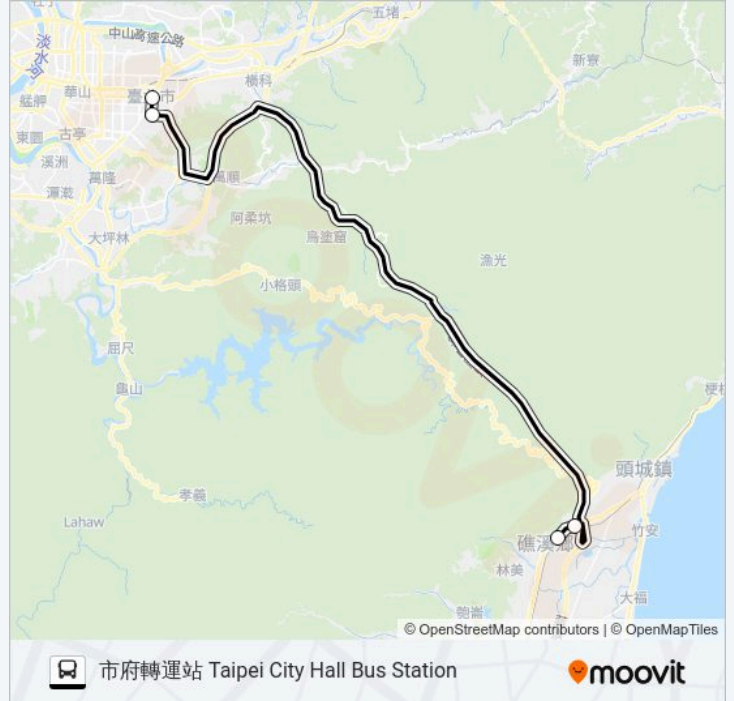 五堵
中山高速公路
淡水河
新寮
橫科
華山
臺
市
艋舺
東園
古亭
溪洲
萬隆
萬順
潭墘
阿柔坑
大坪林
烏塗窟
漁光
小格頭
屈尺
龜山
頭城鎮
孝義
Lahaw
竹安
礁溪鄉
林美
大福
© OpenStreetMap contributors | © OpenMapTiles
市府轉運站 Taipei City Hall Bus Station
moovit